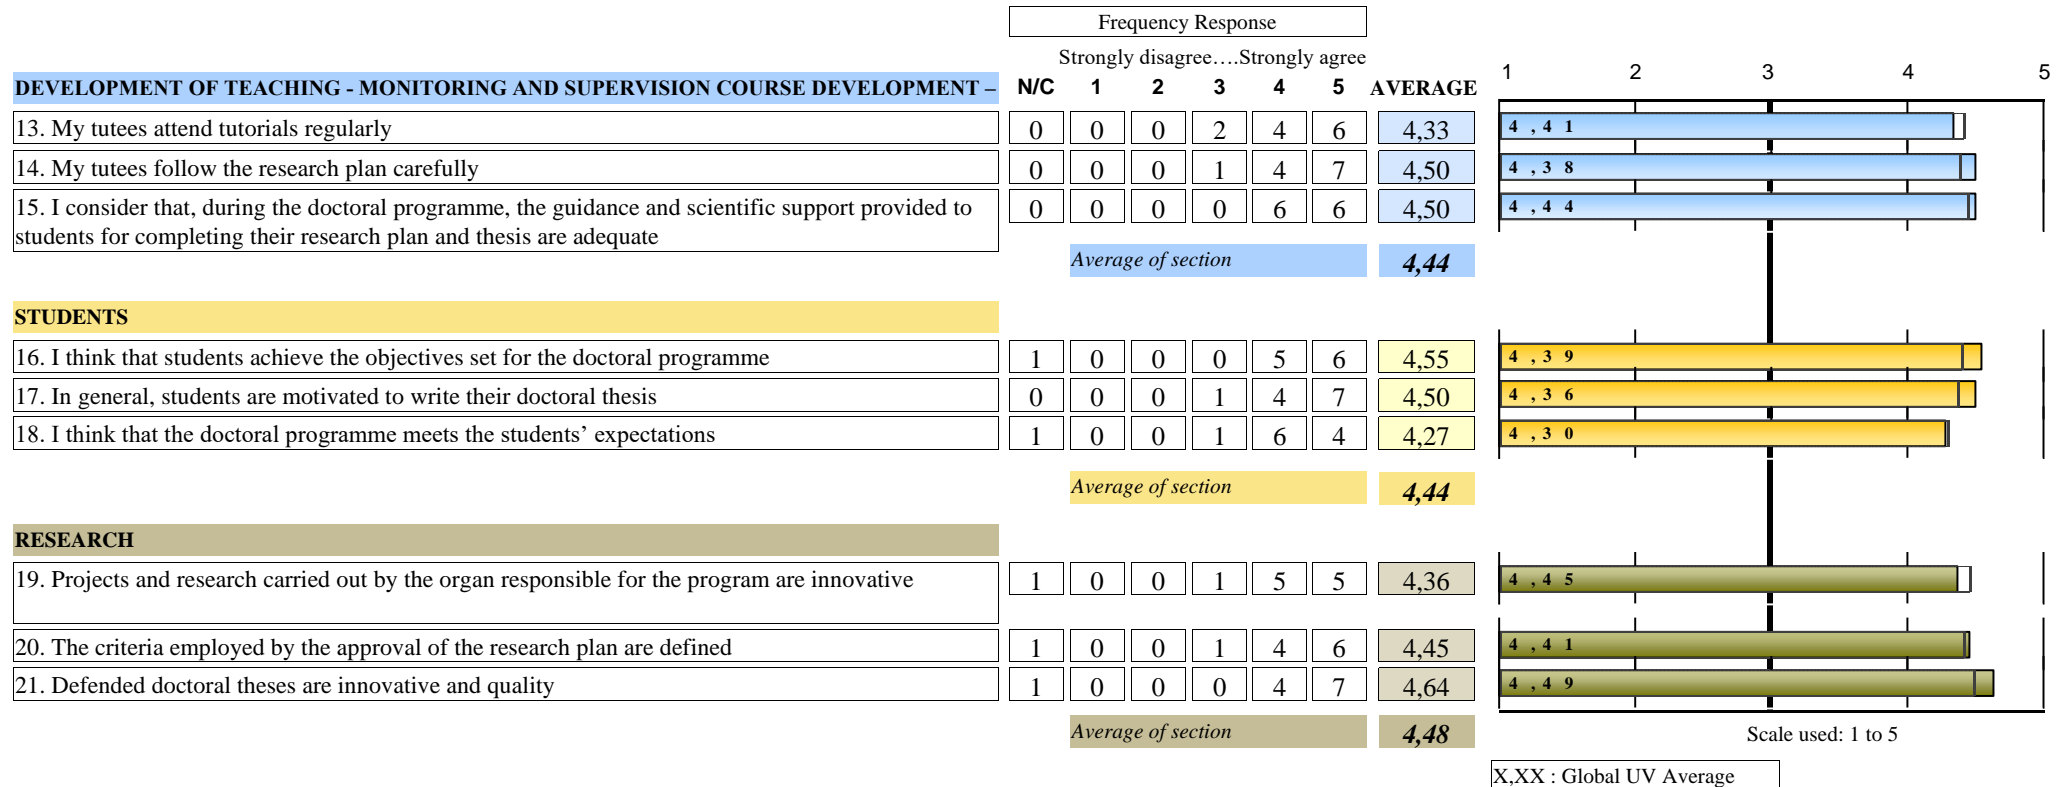 Frequency Response
Strongly disagree….Strongly agree
DEVELOPMENT OF TEACHING - MONITORING AND SUPERVISION COURSE DEVELOPMENT – N/C 1 2 3 4 5 AVERAGE 1 2 3 4 5
13. My tutees attend tutorials regularly 0 0 0 2 4 6 4,33 4,41
14. My tutees follow the research plan carefully 0 0 0 1 4 7 4,50 4,38
15. I consider that, during the doctoral programme, the guidance and scientific support provided to 0 0 0 0 6 6 4,50 4,44
students for completing their research plan and thesis are adequate
Average of section 4,44
STUDENTS
16. I think that students achieve the objectives set for the doctoral programme 1 0 0 0 5 6 4,55 4,39
17. In general, students are motivated to write their doctoral thesis 0 0 0 1 4 7 4,50 4,36
18. I think that the doctoral programme meets the students’ expectations 1 0 0 1 6 4 4,27 4,30
Average of section 4,44
RESEARCH
19. Projects and research carried out by the organ responsible for the program are innovative 1 0 0 1 5 5 4,36 4,45
20. The criteria employed by the approval of the research plan are defined 1 0 0 1 4 6 4,45 4,41
21. Defended doctoral theses are innovative and quality 1 0 0 0 4 7 4,64 4,49
Average of section 4,48
Scale used: 1 to 5
X,XX : Global UV Average